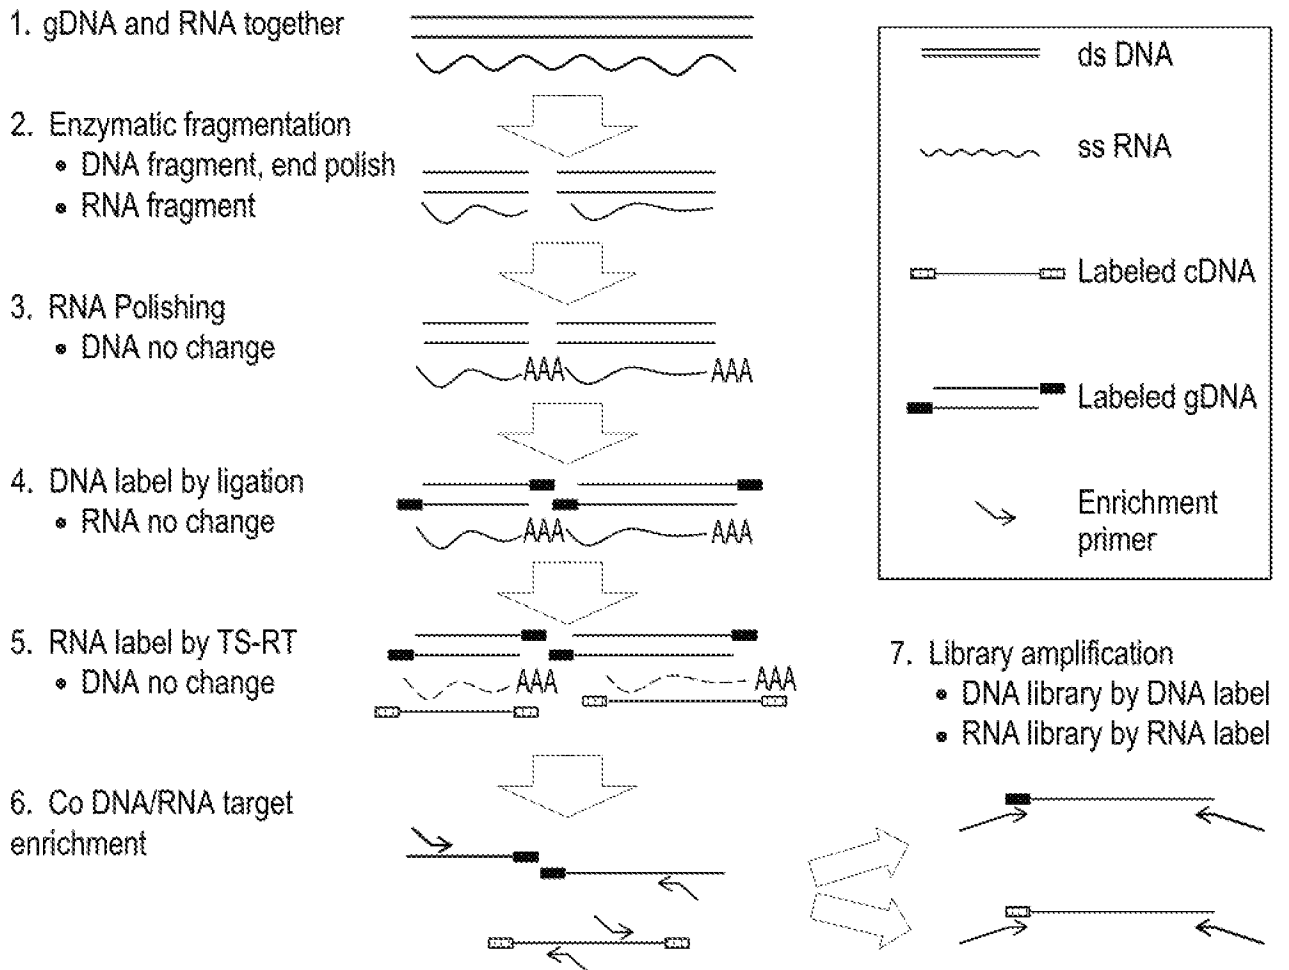 1. gDNA and RNA together
2. Enzymatic fragmentation
• DNA fragment, end polish
• RNA fragment
3. RNA Polishing
• DNA no change
AAA AAA
4. DNA label by ligation
• RNA no change
AAA AAA
5. RNA label by TS-RT
• DNA no change
AAA AAA
6. Co DNA/RNA target
enrichment
ds DNA
ss RNA
Labeled cDNA
Labeled gDNA
Enrichment
primer
7. Library amplification
• DNA library by DNA label
• RNA library by RNA label